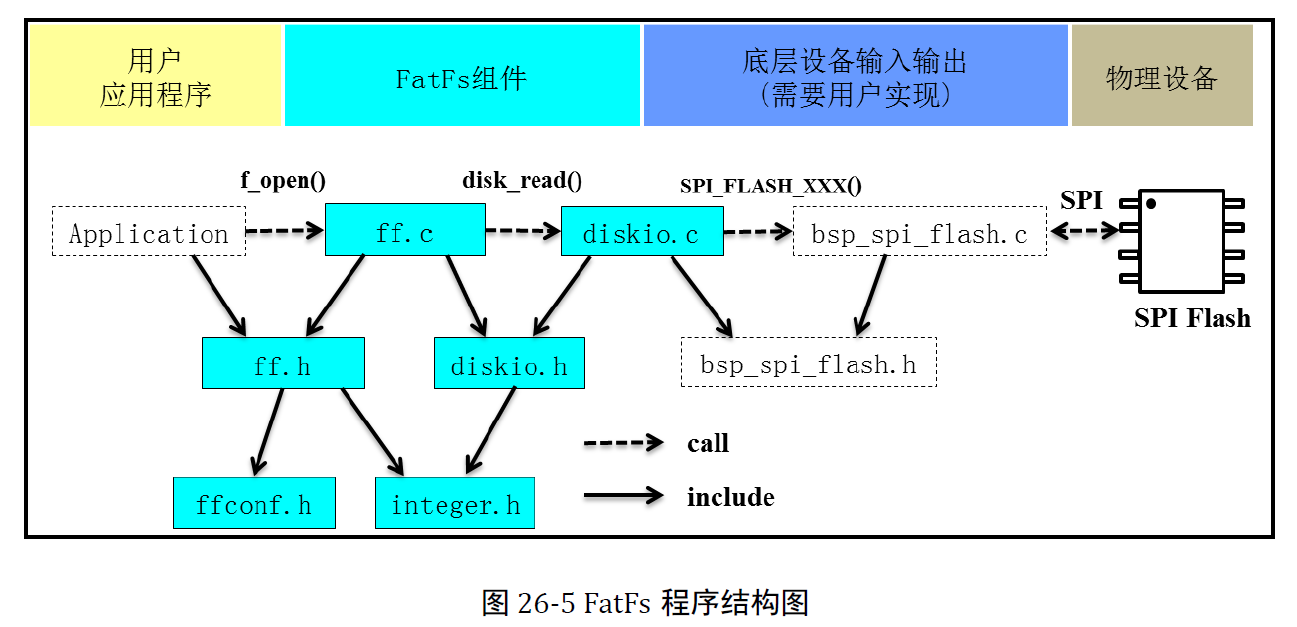 用户
应用程序
FatFs组件
底层设备输入输出
(需要用户实现)
物理设备
f_open()
disk_read()
SPI_FLASH_XXX()
SPI
Application
ff.c
diskio.c
bsp_spi_flash.c
SPI Flash
ff.h
diskio.h
bsp_spi_flash.h
call
ffconf.h
integer.h
include
图 26-5 FatFs 程序结构图